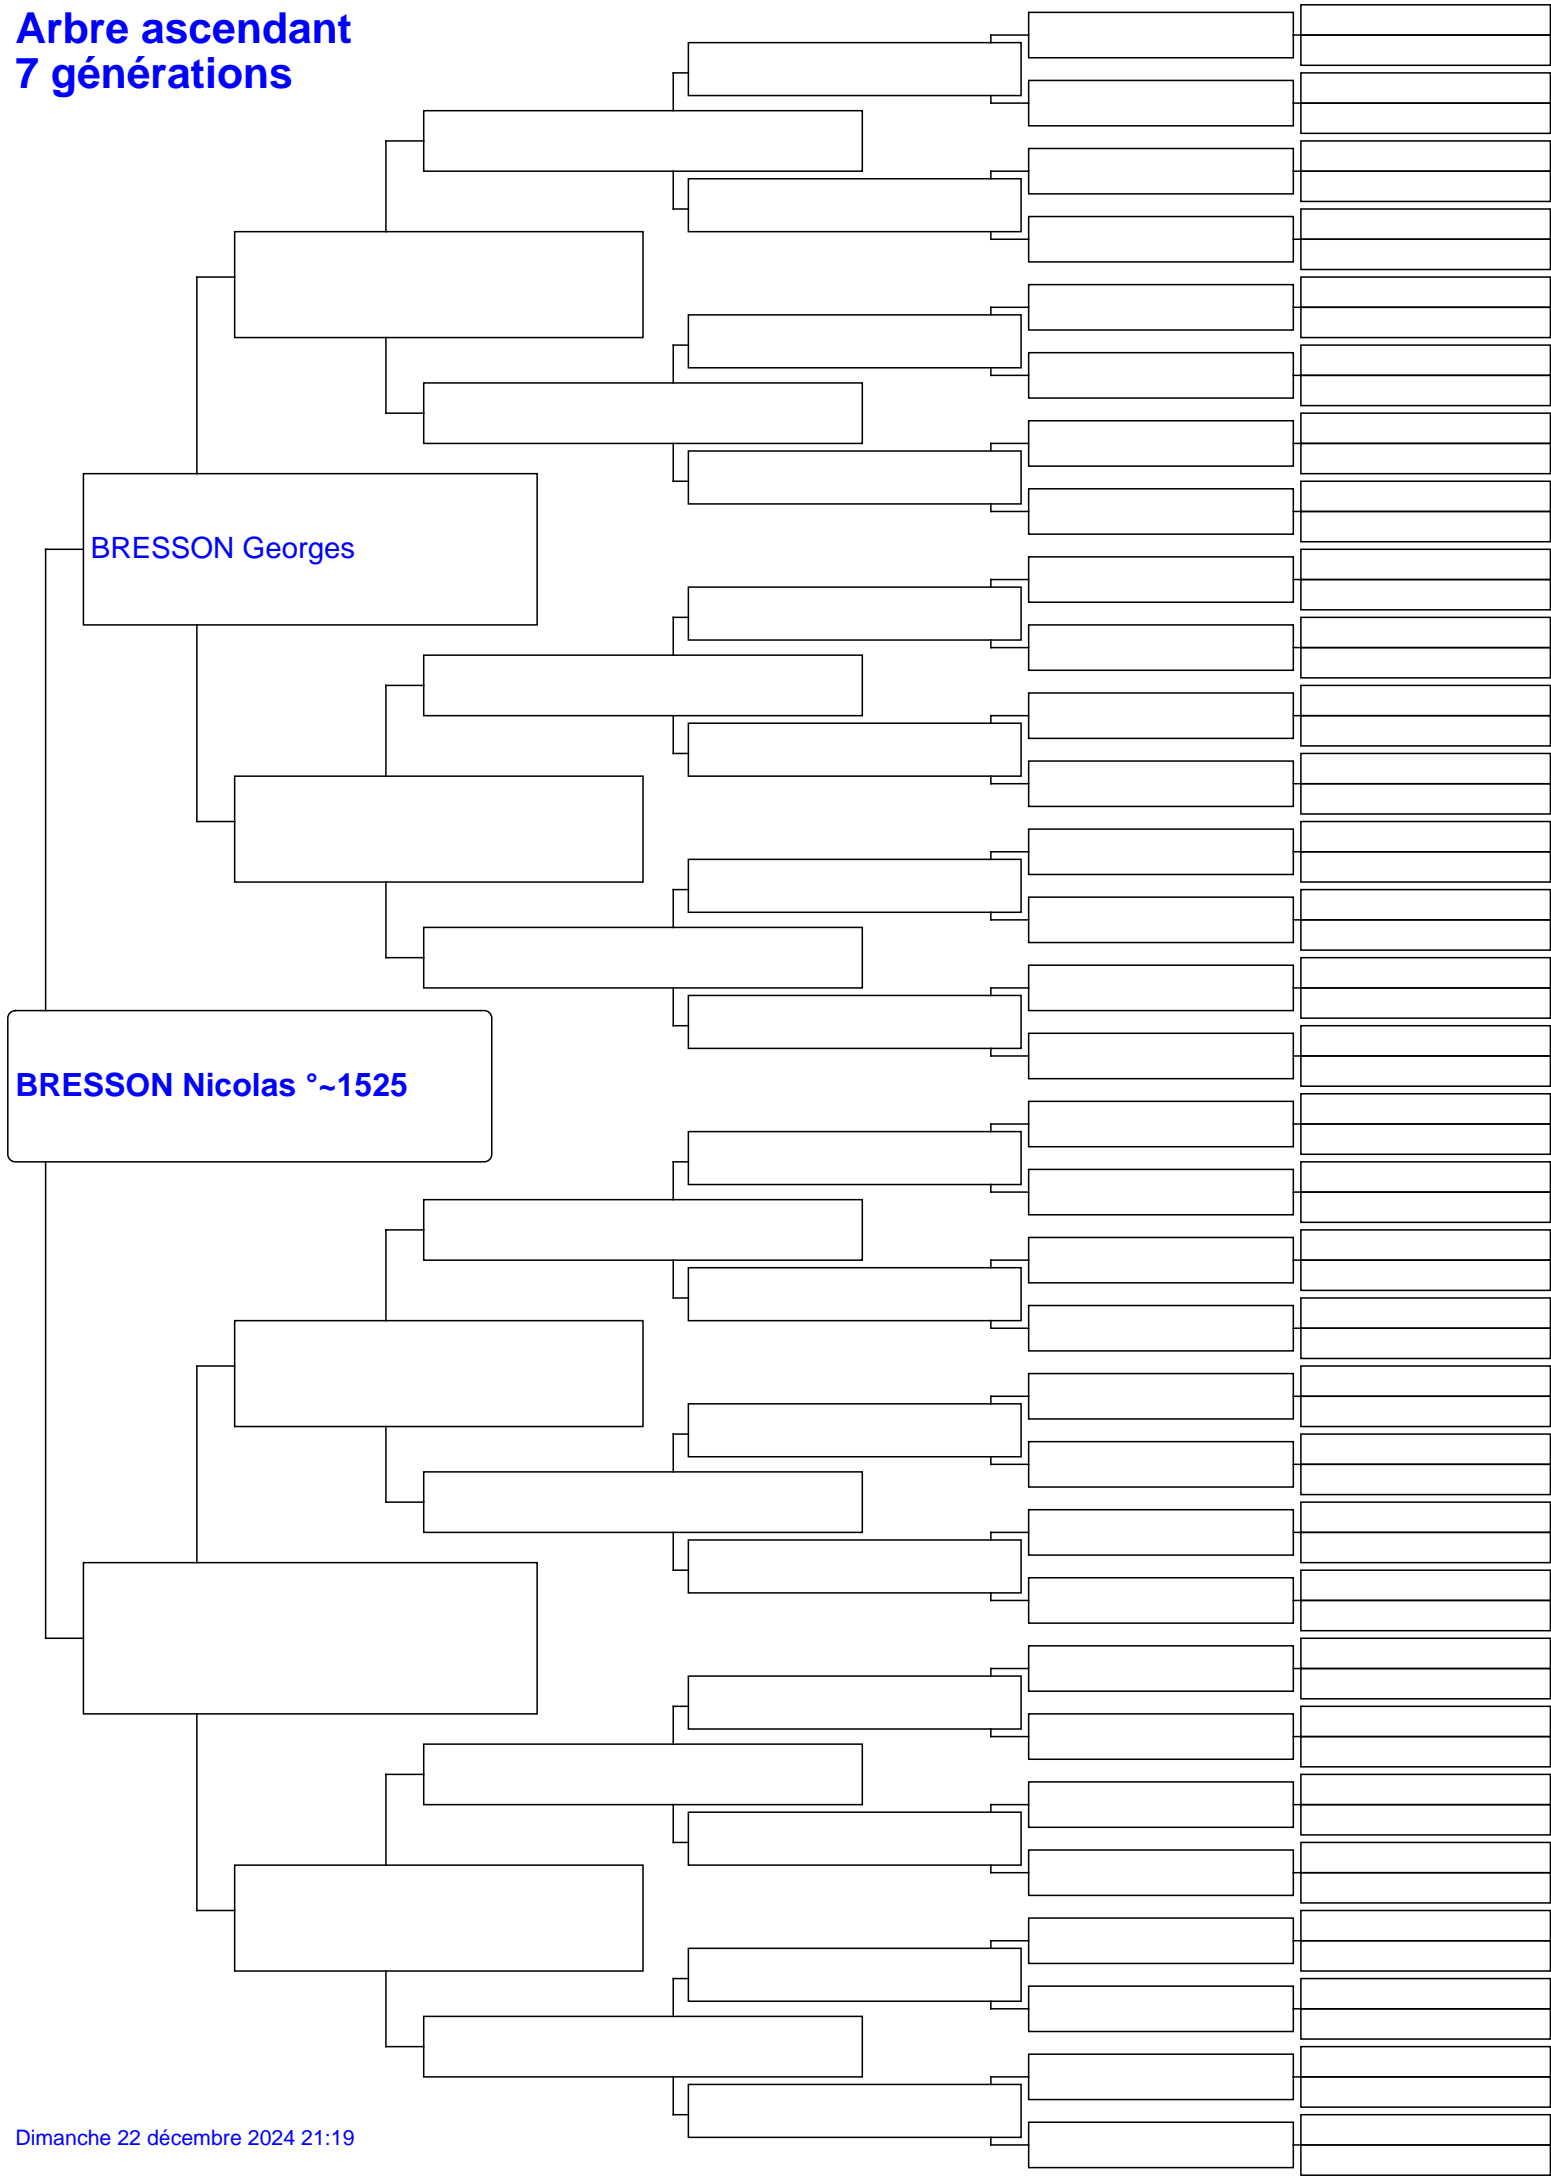 Arbre ascendant
7 générations
BRESSON Georges
BRESSON Nicolas °~1525
Dimanche 22 décembre 2024 21:19